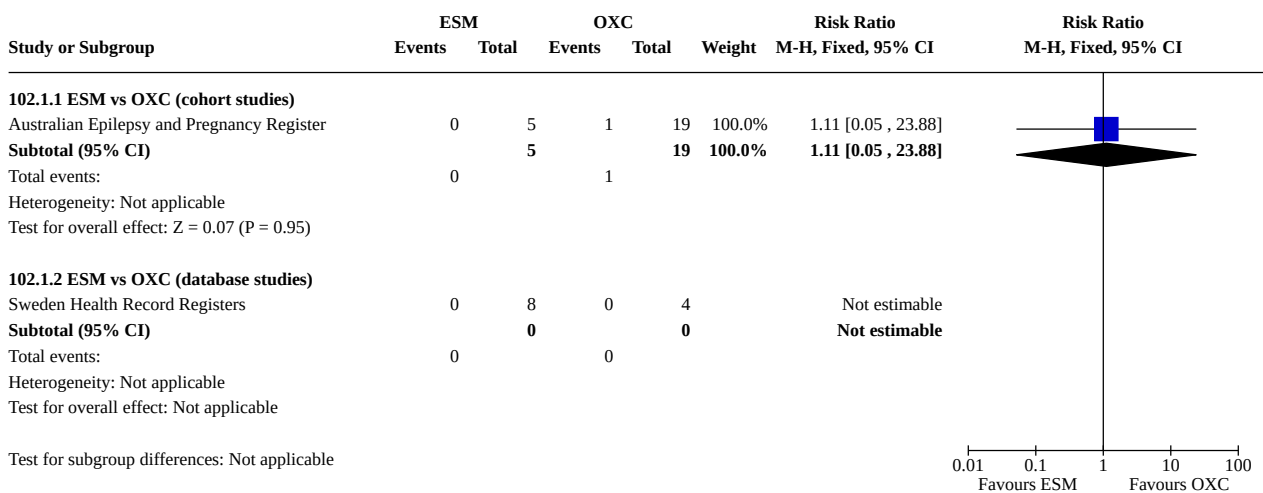 ESM OXC Risk Ratio Risk Ratio
Study or Subgroup Events Total Events Total Weight M-H, Fixed, 95% CI M-H, Fixed, 95% CI
102.1.1 ESM vs OXC (cohort studies)
Australian Epilepsy and Pregnancy Register 0 5 1 19 100.0% 1.11 [0.05 , 23.88]
Subtotal (95% CI) 5 19 100.0% 1.11 [0.05 , 23.88]
Total events: 0 1
Heterogeneity: Not applicable
Test for overall effect: Z = 0.07 (P = 0.95)
102.1.2 ESM vs OXC (database studies)
Sweden Health Record Registers 0 8 0 4 Not estimable
Subtotal (95% CI) 0 0 Not estimable
Total events: 0 0
Heterogeneity: Not applicable
Test for overall effect: Not applicable
Test for subgroup differences: Not applicable
0.01 0.1 1 10 100
Favours ESM Favours OXC